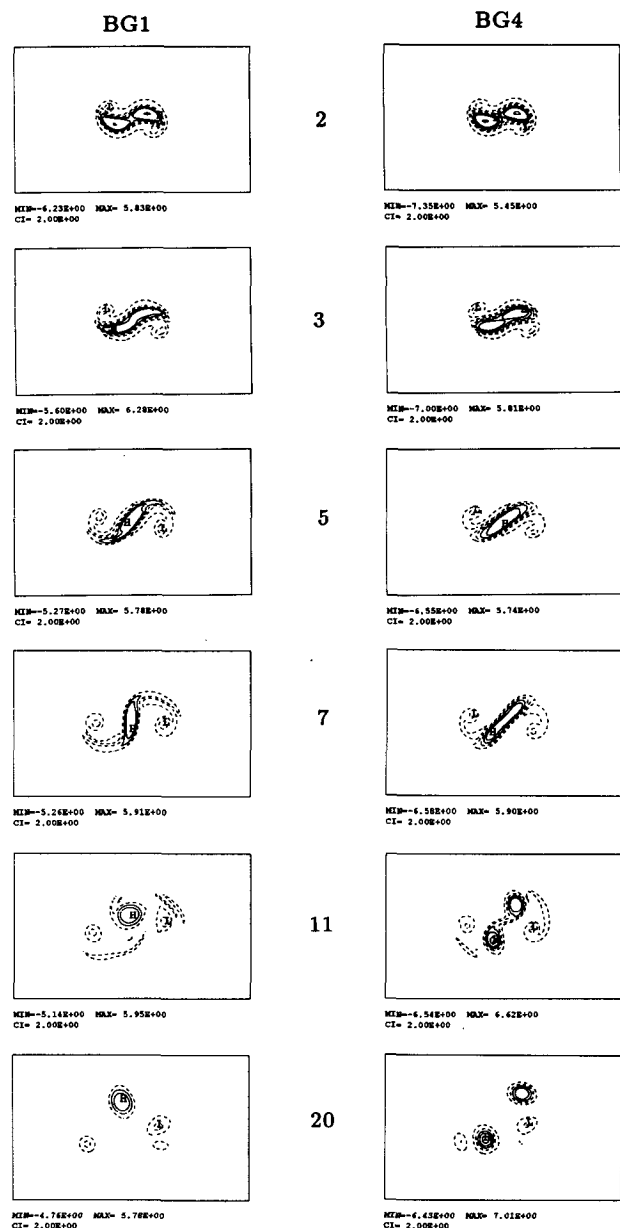 BG1 BG4
2
MIN=-6.23E+00 MAX= 5.83E+00
CI= 2.00E+00
MIN=-7.35E+00 MAX= 5.45E+00
CI= 2.00E+00
3
L
L
MIN=-5.60E+00 MAX= 6.28E+00
CI= 2.00E+00
MIN=-7.00E+00 MAX= 5.81E+00
CI= 2.00E+00
5
H
L
L
H
MIN=-5.27E+00 MAX= 5.78E+00
CI= 2.00E+00
MIN=-6.55E+00 MAX= 5.74E+00
CI= 2.00E+00
7
H
L
L
H
MIN=-5.26E+00 MAX= 5.91E+00
CI= 2.00E+00
MIN=-6.58E+00 MAX= 5.90E+00
CI= 2.00E+00
11
H
L
L
MIN=-5.14E+00 MAX= 5.95E+00
CI= 2.00E+00
MIN=-6.54E+00 MAX= 6.62E+00
CI= 2.00E+00
20
H
L
L
MIN=-4.76E+00 MAX= 5.78E+00
CI= 2.00E+00
MIN=-6.43E+00 MAX= 7.01E+00
CI= 2.00E+00